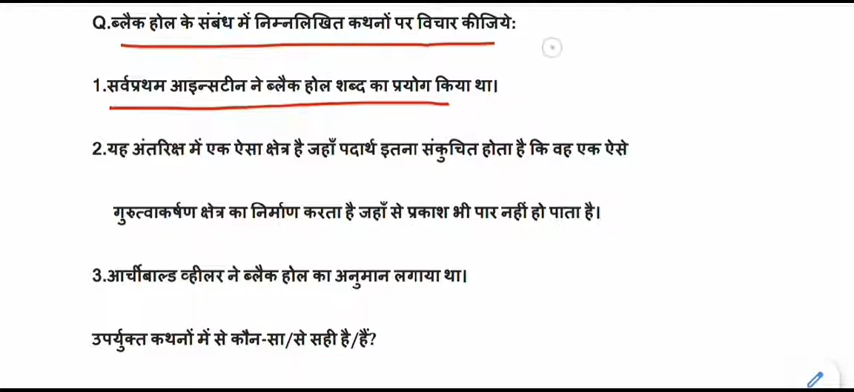 Q.ब्लैक होल के संबंध में निम्नलिखित कथनों पर विचार कीजिये:
1.सर्वप्रथम आइन्सटीन ने ब्लैक होल शब्द का प्रयोग किया था।
2.यह अंतरिक्ष में एक ऐसा क्षेत्र है जहाँ पदार्थ इतना संकुचित होता है कि वह एक ऐसे
गुरुत्वाकर्षण क्षेत्र का निर्माण करता है जहाँ से प्रकाश भी पार नहीं हो पाता है।
3.आर्चीबाल्ड व्हीलर ने ब्लैक होल का अनुमान लगाया था।
उपर्युक्त कथनों में से कौन-सा/से सही है/हैं?